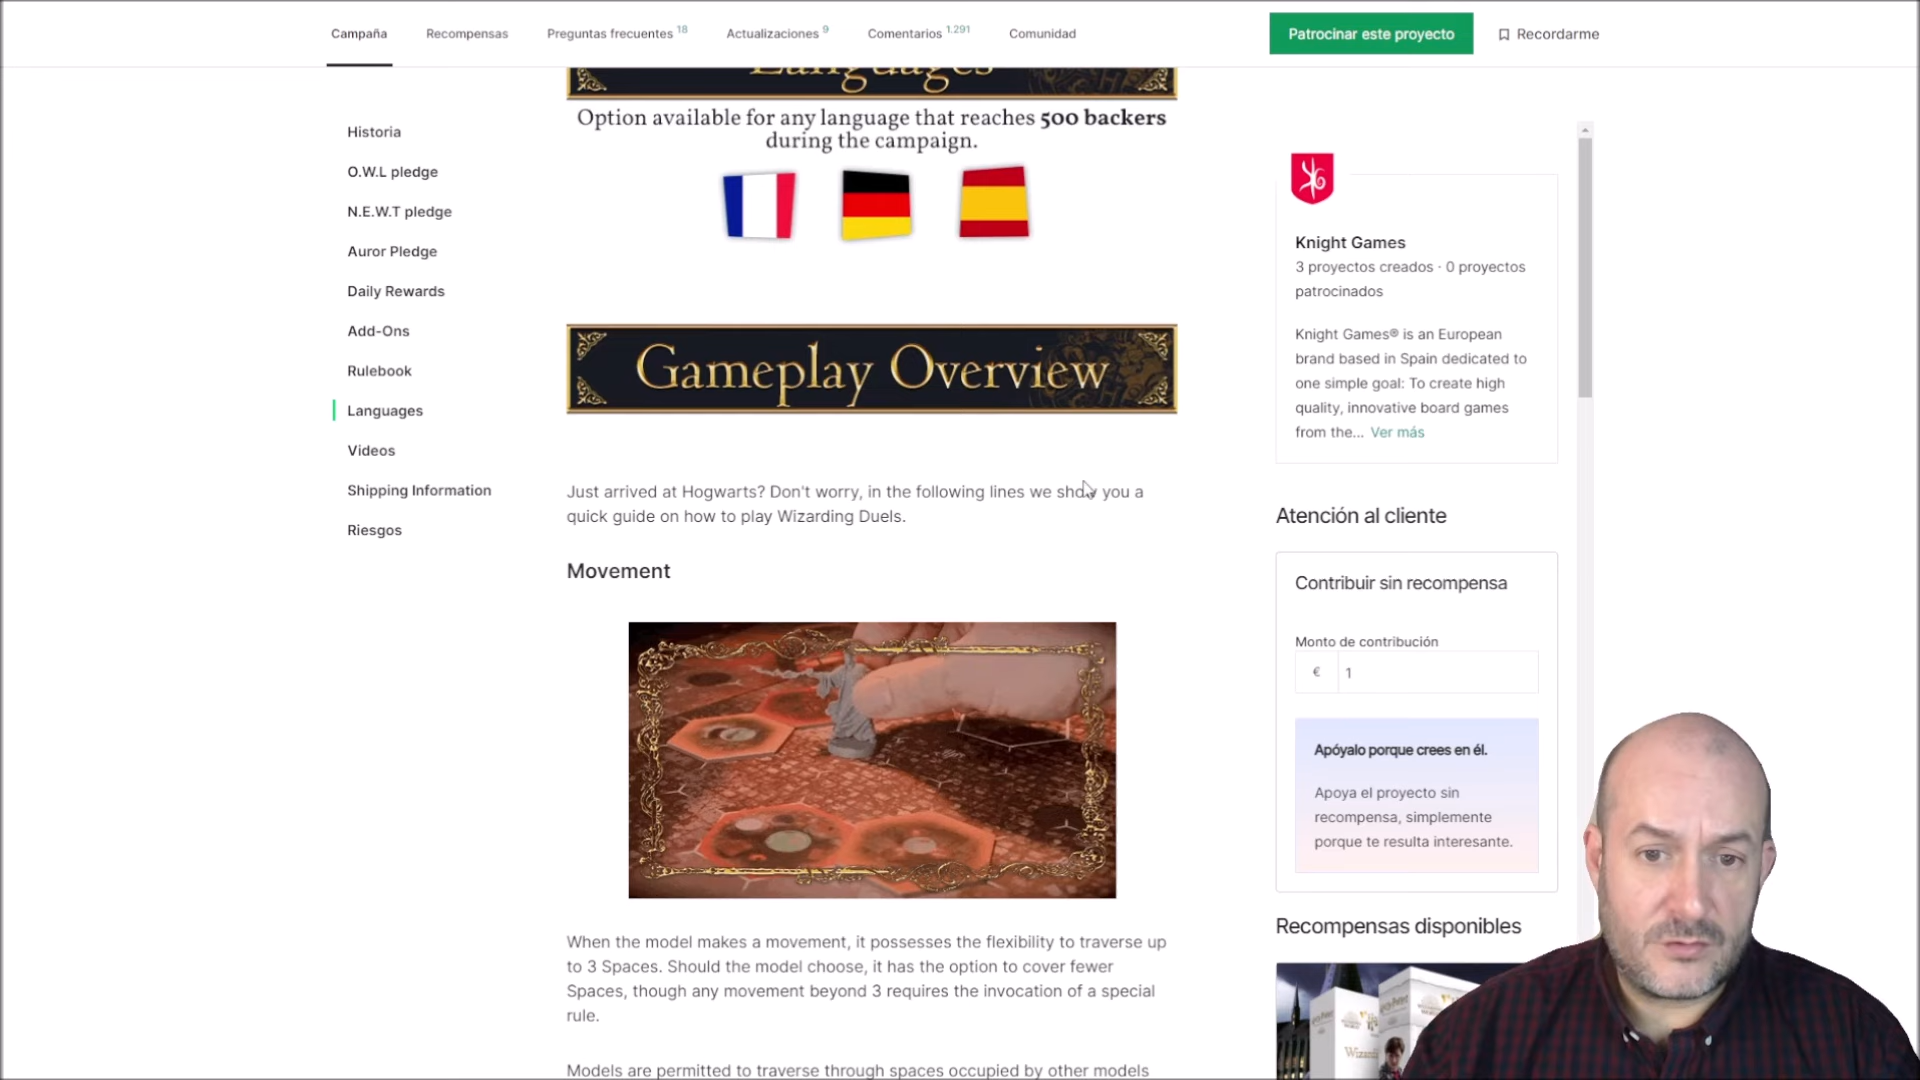 Campaña
Recompensas
Preguntas frecuentes 18
Actualizaciones 9
Comentarios 1.291
Comunidad
Patrocinar este proyecto
Recordarme
Historia
O.W.L pledge
N.E.W.T pledge
Auror Pledge
Daily Rewards
Add-Ons
Rulebook
Languages
Videos
Shipping Information
Riesgos
Languages
Option available for any language that reaches 500 backers
during the campaign.
Gameplay Overview
Just arrived at Hogwarts? Don't worry, in the following lines we show you a
quick guide on how to play Wizarding Duels.
Movement
When the model makes a movement, it possesses the flexibility to traverse up
to 3 Spaces. Should the model choose, it has the option to cover fewer
Spaces, though any movement beyond 3 requires the invocation of a special
rule.
Models are permitted to traverse through spaces occupied by other models
Knight Games
3 proyectos creados · 0 proyectos
patrocinados
Knight Games® is an European
brand based in Spain dedicated to
one simple goal: To create high
quality, innovative board games
from the... Ver más
Atención al cliente
Contribuir sin recompensa
Monto de contribución
€ 1
Apóyalo porque crees en él.
Apoya el proyecto sin
recompensa, simplemente
porque te resulta interesante.
Recompensas disponibles